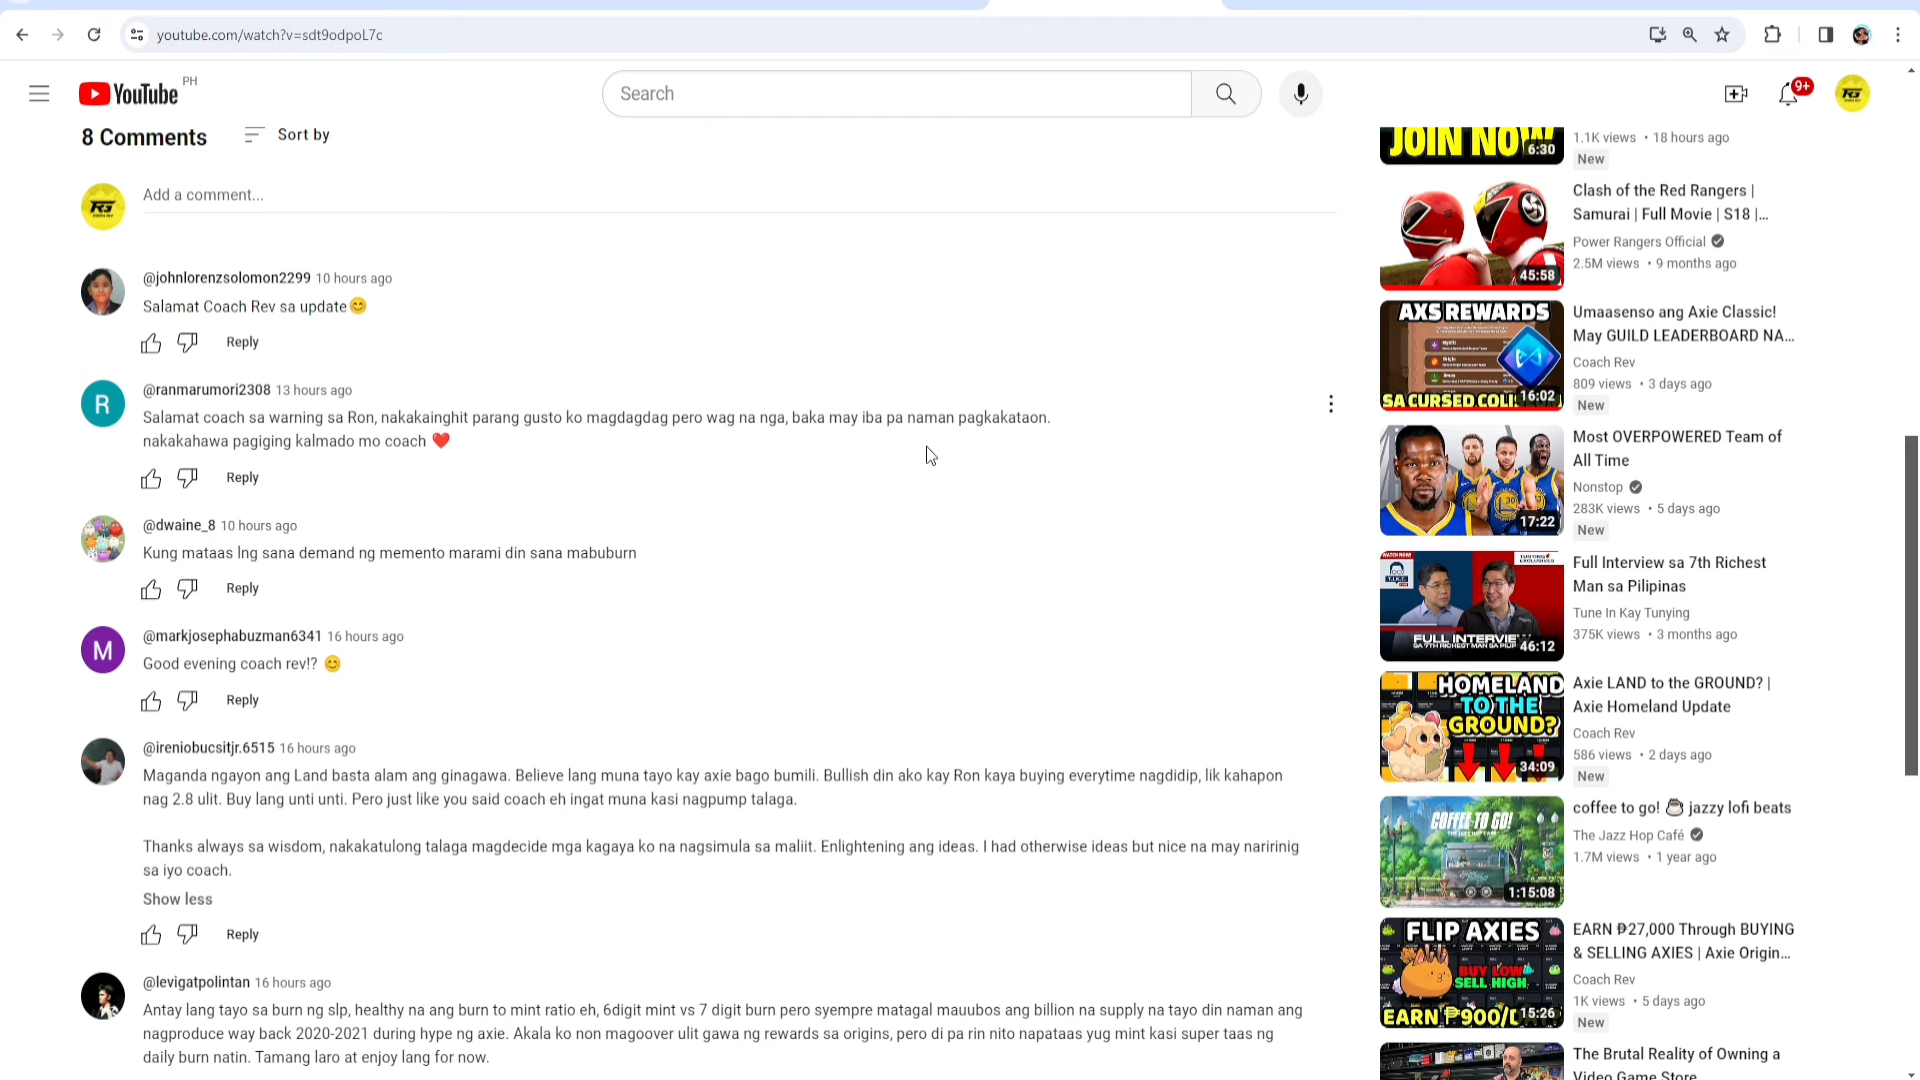 youtube.com/watch?v=sdt9odpoL7c
YouTube PH
Search
9+
8 Comments
Sort by
Add a comment...
@johnlorenzsolomon2299 10 hours ago
Salamat Coach Rev sa update😊
Reply
@ranmarumori2308 13 hours ago
Salamat coach sa warning sa Ron, nakakainghit parang gusto ko magdagdag pero wag na nga, baka may iba pa naman pagkakataon.
nakakahawa pagiging kalmado mo coach ❤️
Reply
@dwaine_8 10 hours ago
Kung mataas lng sana demand ng memento marami din sana mabuburn
Reply
@markjosephabuzman6341 16 hours ago
Good evening coach rev!? 😊
Reply
@ireniobucsitjr.6515 16 hours ago
Maganda ngayon ang Land basta alam ang ginagawa. Believe lang muna tayo kay axie bago bumili. Bullish din ako kay Ron kaya buying everytime nagdidip, lik kahapon
nag 2.8 ulit. Buy lang unti unti. Pero just like you said coach eh ingat muna kasi nagpump talaga.
Thanks always sa wisdom, nakakatulong talaga magdecide mga kagaya ko na nagsimula sa maliit. Enlightening ang ideas. I had otherwise ideas but nice na may naririnig
sa iyo coach.
Show less
Reply
@levigatpolintan 16 hours ago
Antay lang tayo sa burn ng slp, healthy na ang burn to mint ratio eh, 6digit mint vs 7 digit burn pero syempre matagal mauubos ang billion na supply na tayo din naman ang
nagproduce way back 2020-2021 during hype ng axie. Akala ko non magoover ulit gawa ng rewards sa origins, pero di pa rin nito napataas yug mint kasi super taas ng
daily burn natin. Tamang laro at enjoy lang for now.
JOIN NOW
6:30
1.1K views • 18 hours ago
New
45:58
Clash of the Red Rangers |
Samurai | Full Movie | S18 |...
Power Rangers Official
2.5M views • 9 months ago
AXS REWARDS
SA CURSED COLI
16:02
Umaasenso ang Axie Classic!
May GUILD LEADERBOARD NA...
Coach Rev
809 views • 3 days ago
New
17:22
Most OVERPOWERED Team of
All Time
Nonstop
283K views • 5 days ago
New
FULL INTERVIE
46:12
Full Interview sa 7th Richest
Man sa Pilipinas
Tune In Kay Tunying
375K views • 3 months ago
HOMELAND
TO THE
GROUND?
34:09
Axie LAND to the GROUND? |
Axie Homeland Update
Coach Rev
586 views • 2 days ago
New
COFFEE TO GO!
1:15:08
coffee to go! ☕ jazzy lofi beats
The Jazz Hop Café
1.7M views • 1 year ago
FLIP AXIES
BUY LOW
SELL HIGH
EARN ₱900/
15:26
EARN ₱27,000 Through BUYING
& SELLING AXIES | Axie Origin...
Coach Rev
1K views • 5 days ago
New
The Brutal Reality of Owning a
Video Game Store